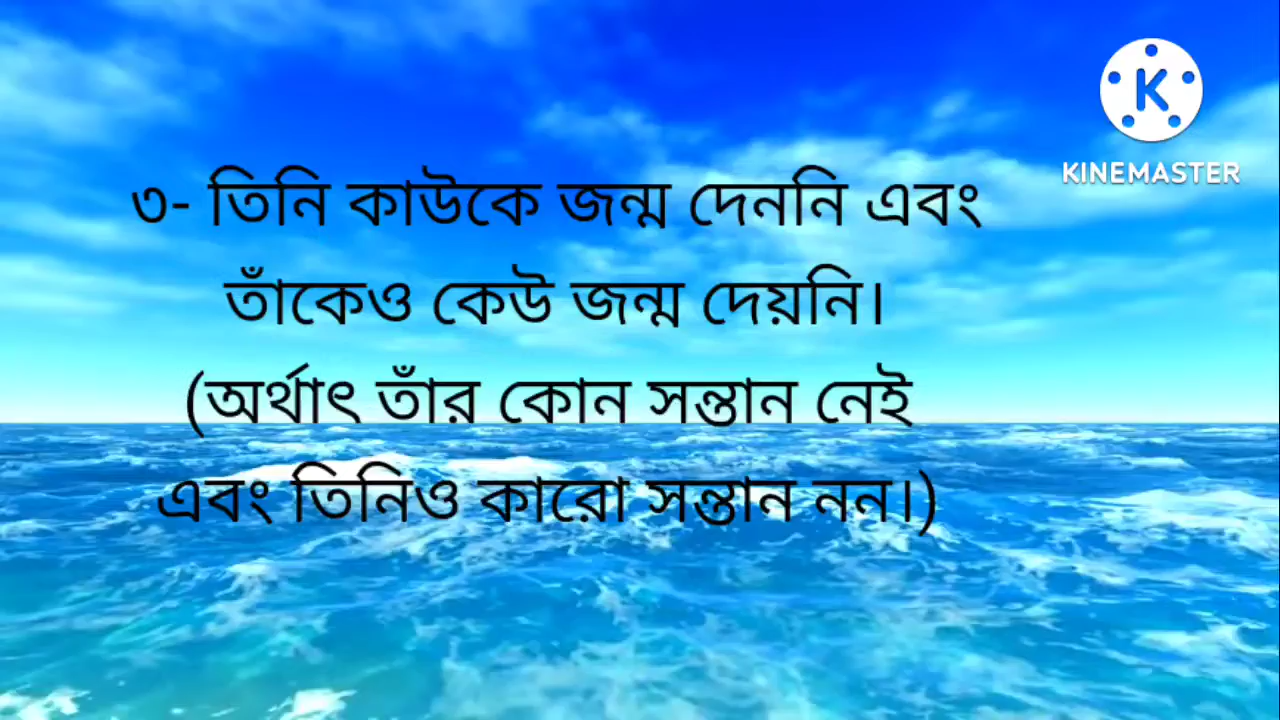 ৩- তিনি কাউকে জন্ম দেননি এবং
তাঁকেও কেউ জন্ম দেয়নি।
(অর্থাৎ তাঁর কোন সন্তান নেই
এবং তিনিও কারো সন্তান নন।)
K
KINEMASTER